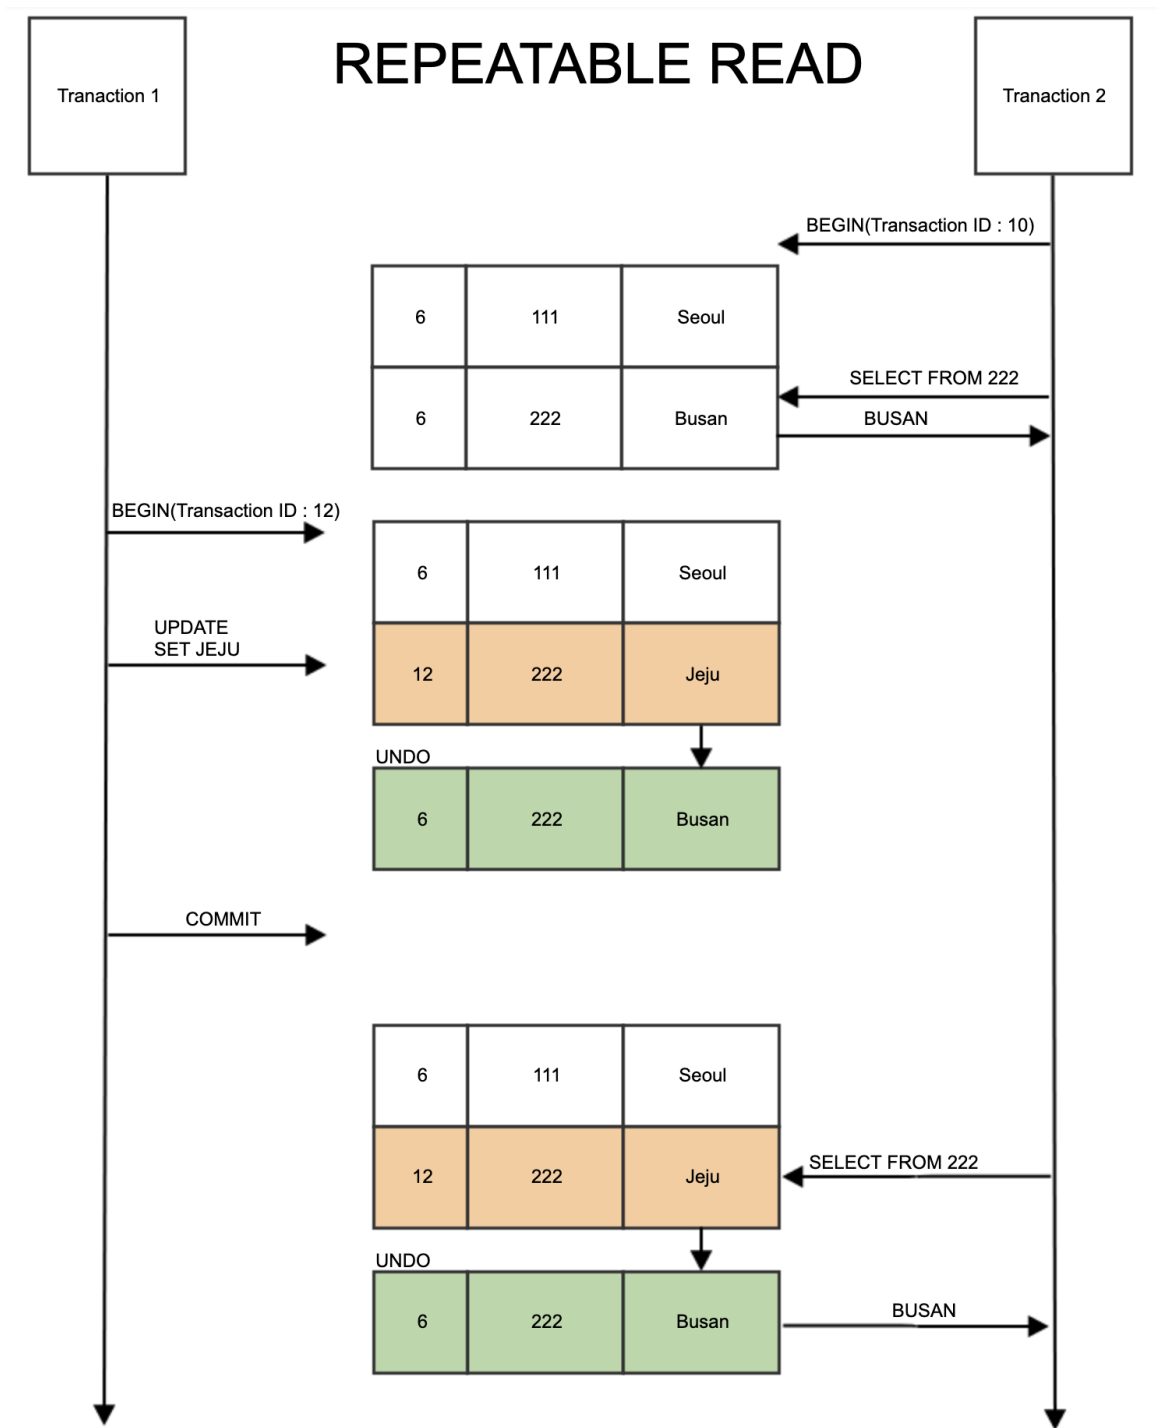 REPEATABLE READ
Tranaction 1
Tranaction 2
BEGIN(Transaction ID : 10)
6 111 Seoul
SELECT FROM 222
6 222 Busan
BUSAN
BEGIN(Transaction ID : 12)
6 111 Seoul
UPDATE
SET JEJU
12 222 Jeju
UNDO
6 222 Busan
COMMIT
6 111 Seoul
SELECT FROM 222
12 222 Jeju
UNDO
6 222 Busan
BUSAN